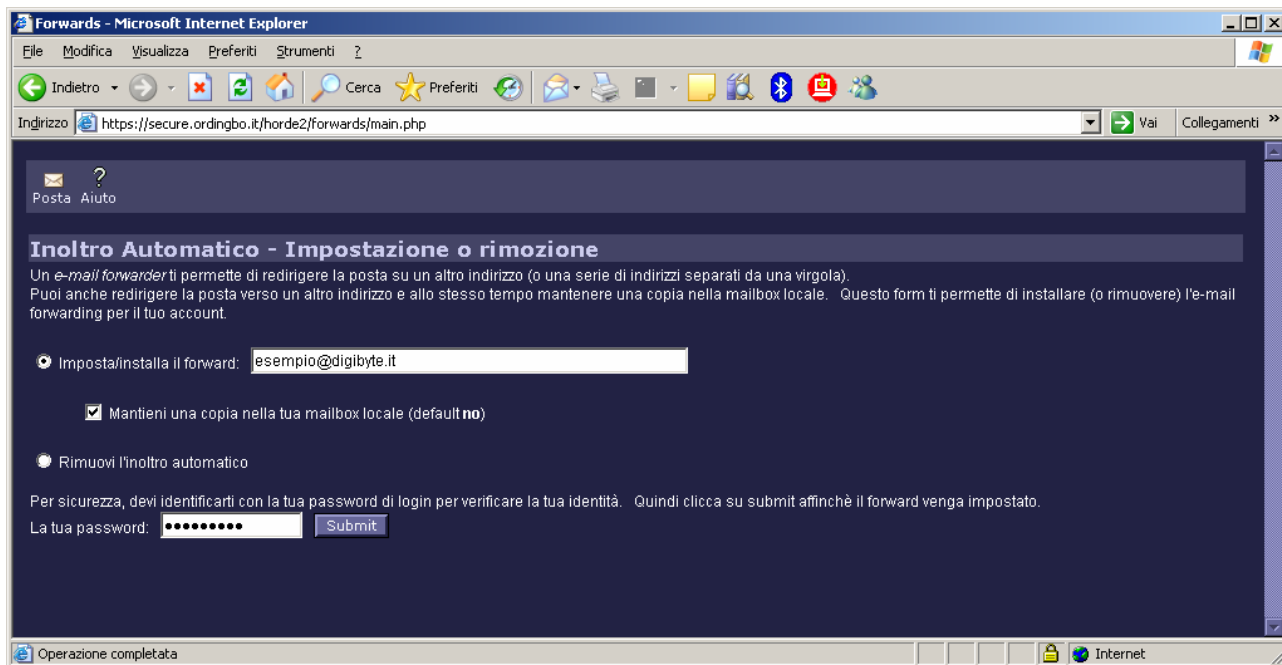 Forwards - Microsoft Internet Explorer
File Modifica Visualizza Preferiti Strumenti ?
Indietro Cerca Preferiti
Indirizzo https://secure.ordingbo.it/horde2/forwards/main.php Vai Collegamenti »
Posta Aiuto
Inoltro Automatico - Impostazione o rimozione
Un e-mail forwarder ti permette di redirigere la posta su un altro indirizzo (o una serie di indirizzi separati da una virgola).
Puoi anche redirigere la posta verso un altro indirizzo e allo stesso tempo mantenere una copia nella mailbox locale. Questo form ti permette di installare (o rimuovere) l'e-mail
forwarding per il tuo account.
Imposta/installa il forward: esempio@digibyte.it
Mantieni una copia nella tua mailbox locale (default no)
Rimuovi l'inoltro automatico
Per sicurezza, devi identificarti con la tua password di login per verificare la tua identità. Quindi clicca su submit affinchè il forward venga impostato.
La tua password: ●●●●●●●●● Submit
Operazione completata Internet